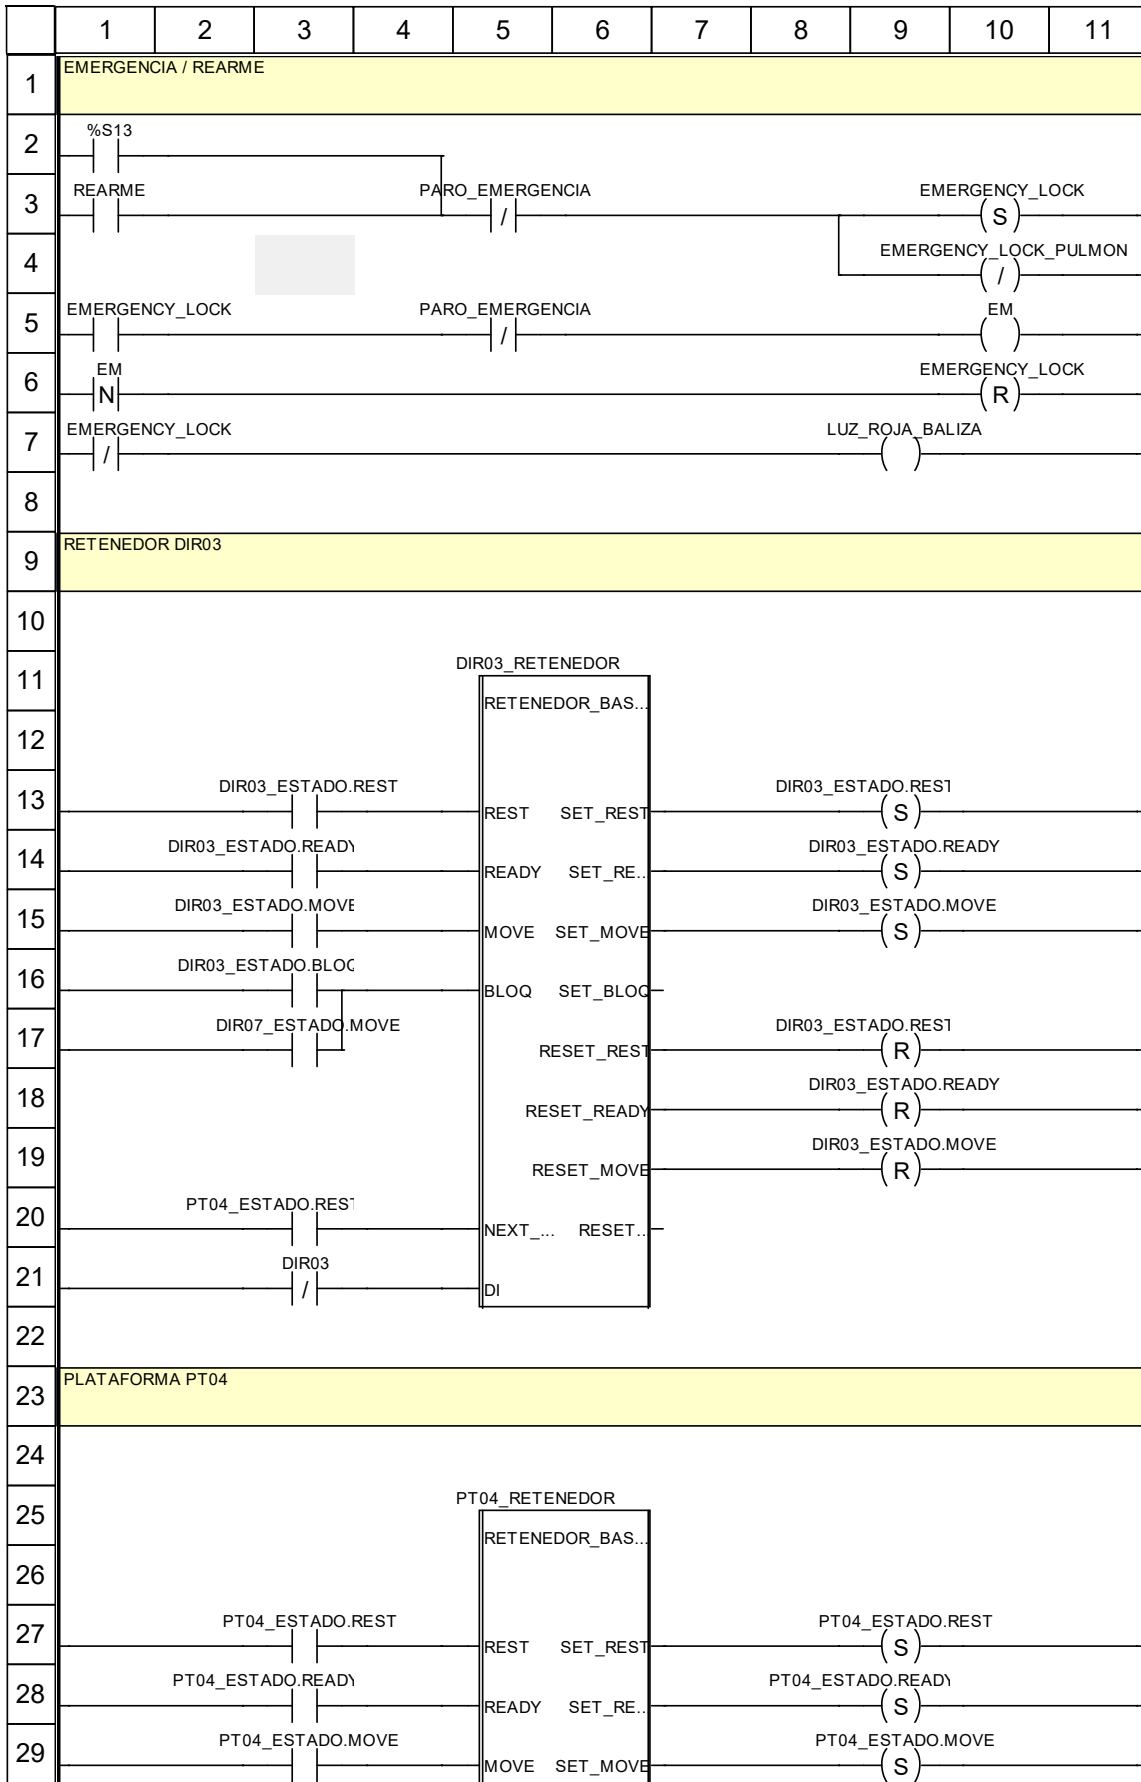 1 2 3 4 5 6 7 8 9 10 11
1 EMERGENCIA / REARME
2 %S13
3 REARME PARO_EMERGENCIA EMERGENCY_LOCK
/ S
4 EMERGENCY_LOCK_PULMON
/
5 EMERGENCY_LOCK PARO_EMERGENCIA EM
/
6 EM EMERGENCY_LOCK
N R
7 EMERGENCY_LOCK LUZ_ROJA_BALIZA
/
8
9 RETENEDOR DIR03
10
11 DIR03_RETENEDOR
RETENEDOR_BAS...
12
13 DIR03_ESTADO.REST DIR03_ESTADO.REST
REST SET_REST S
14 DIR03_ESTADO.READY DIR03_ESTADO.READY
READY SET_RE.. S
15 DIR03_ESTADO.MOVE DIR03_ESTADO.MOVE
MOVE SET_MOVE S
16 DIR03_ESTADO.BLOQ
BLOQ SET_BLOQ
17 DIR07_ESTADO.MOVE DIR03_ESTADO.REST
RESET_REST R
18 DIR03_ESTADO.READY
RESET_READY R
19 DIR03_ESTADO.MOVE
RESET_MOVE R
20 PT04_ESTADO.REST
NEXT_... RESET..
21 DIR03
/ DI
22
23 PLATAFORMA PT04
24
25 PT04_RETENEDOR
RETENEDOR_BAS...
26
27 PT04_ESTADO.REST PT04_ESTADO.REST
REST SET_REST S
28 PT04_ESTADO.READY PT04_ESTADO.READY
READY SET_RE.. S
29 PT04_ESTADO.MOVE PT04_ESTADO.MOVE
MOVE SET_MOVE S